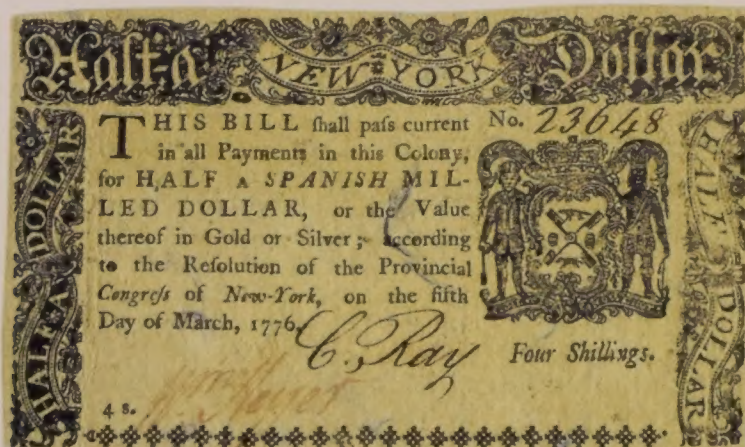 Half-a NEW-YORK Dollar
HALF-A DOLLAR
No. 23648
THIS BILL ſhall paſs current
in all Payments in this Colony,
for HALF A SPANISH MIL-
LED DOLLAR, or the Value
thereof in Gold or Silver; according
to the Reſolution of the Provincial
Congreſs of New-York, on the fifth
Day of March, 1776.
C. Ray
Four Shillings.
4 s.
HALF DOLLAR